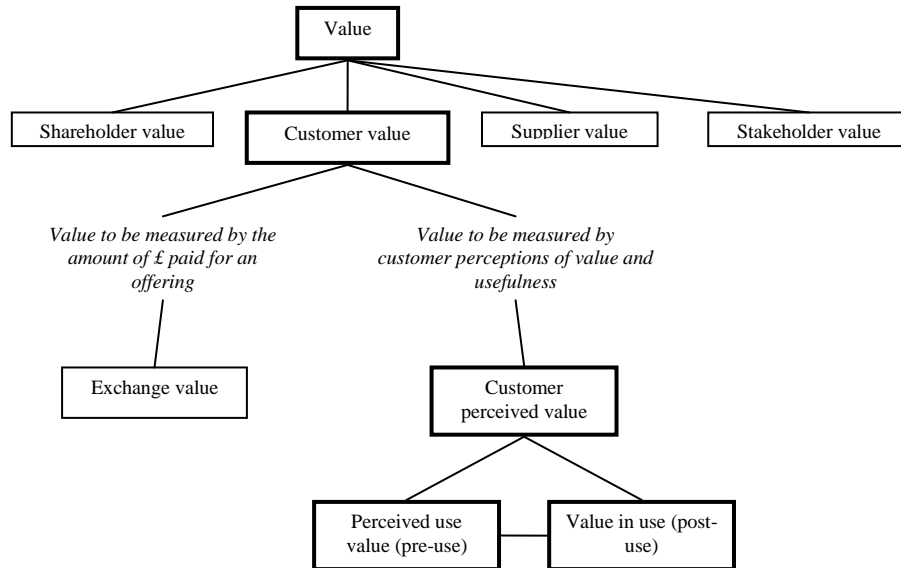 Value
Shareholder value
Customer value
Supplier value
Stakeholder value
Value to be measured by the
amount of £ paid for an
offering
Value to be measured by
customer perceptions of value and
usefulness
Exchange value
Customer
perceived value
Perceived use
value (pre-use)
Value in use (post-
use)